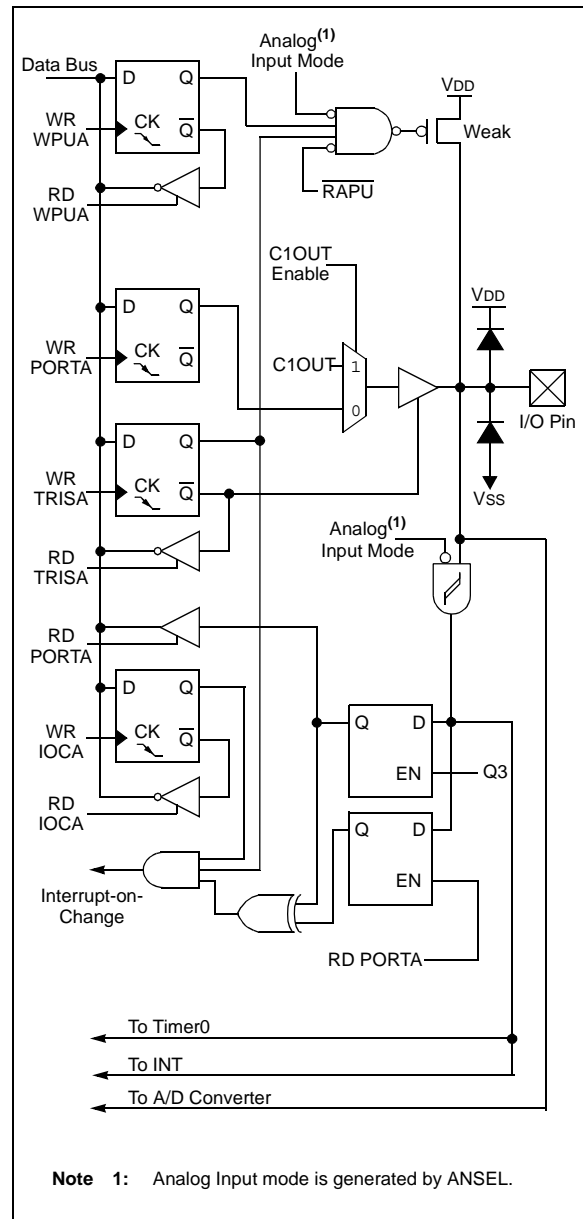 Analog(1)
Input Mode
Data Bus
D Q
VDD
WR
WPUA
CK
Q
Weak
RD
WPUA
RAPU
C1OUT
Enable
D Q
VDD
WR
PORTA
CK
Q
C1OUT
1
0
I/O Pin
D Q
WR
TRISA
CK
Q
VSS
Analog(1)
Input Mode
RD
TRISA
RD
PORTA
D Q
Q D
WR
IOCA
CK
Q
EN
Q3
RD
IOCA
Q D
EN
Interrupt-on-
Change
RD PORTA
To Timer0
To INT
To A/D Converter
Note 1: Analog Input mode is generated by ANSEL.